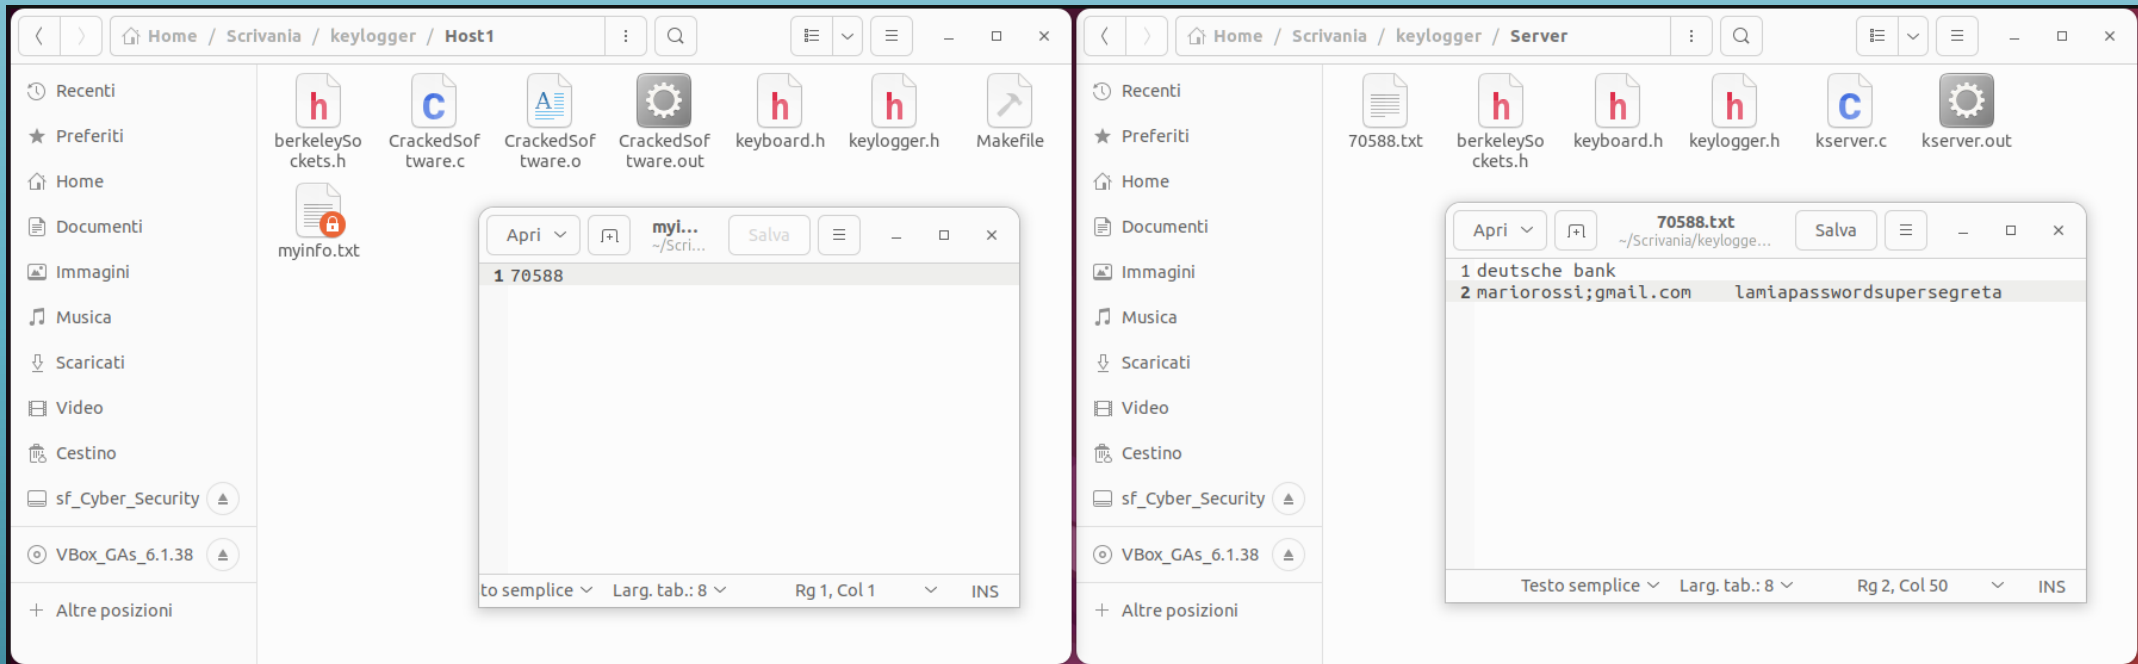 Home / Scrivania / keylogger / Host1
Recenti
Preferiti
Home
Documenti
Immagini
Musica
Scaricati
Video
Cestino
sf_Cyber_Security
VBox_GAs_6.1.38
+ Altre posizioni
berkeleySo
ckets.h
CrackedSof
tware.c
CrackedSof
tware.o
CrackedSof
tware.out
keyboard.h
keylogger.h
Makefile
myinfo.txt
Apri
myi...
~/Scri...
Salva
1 70588
to semplice
Larg. tab.: 8
Rg 1, Col 1
INS
Home / Scrivania / keylogger / Server
Recenti
Preferiti
Home
Documenti
Immagini
Musica
Scaricati
Video
Cestino
sf_Cyber_Security
VBox_GAs_6.1.38
+ Altre posizioni
70588.txt
berkeleySo
ckets.h
keyboard.h
keylogger.h
kserver.c
kserver.out
Apri
70588.txt
~/Scrivania/keylogge...
Salva
1 deutsche bank
2 mariorossi;gmail.com    lamiapasswordsupersegreta
Testo semplice
Larg. tab.: 8
Rg 2, Col 50
INS